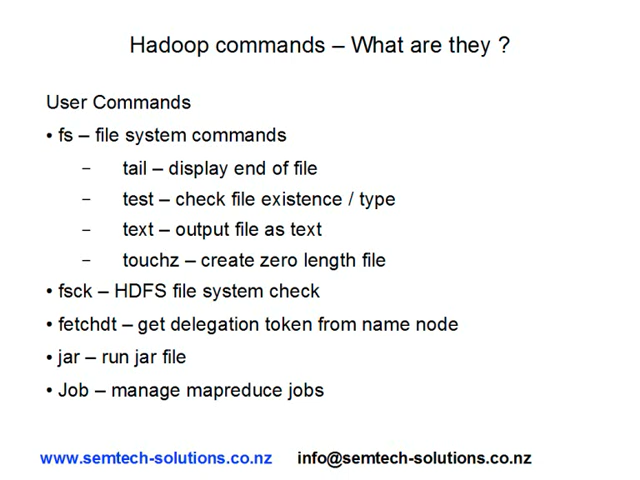 Hadoop commands – What are they ?
User Commands
• fs – file system commands
– tail – display end of file
– test – check file existence / type
– text – output file as text
– touchz – create zero length file
• fsck – HDFS file system check
• fetchdt – get delegation token from name node
• jar – run jar file
• Job – manage mapreduce jobs
www.semtech-solutions.co.nz info@semtech-solutions.co.nz